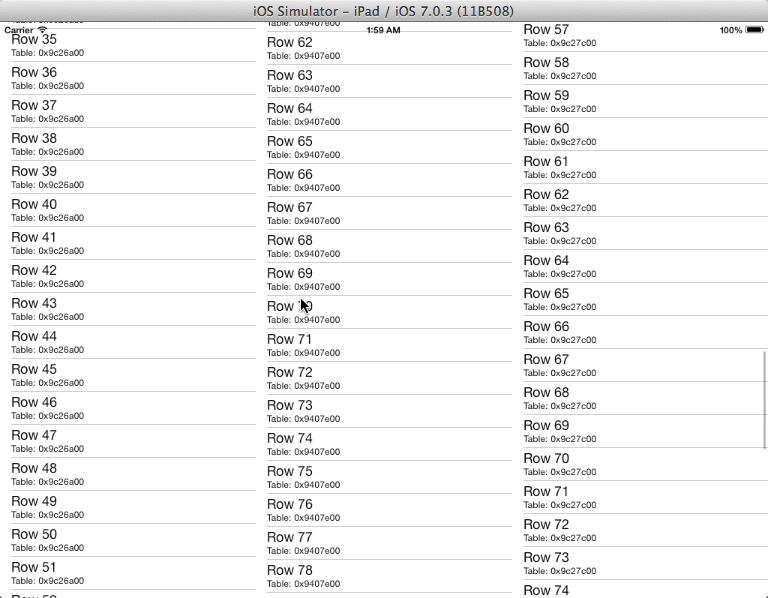 iOS Simulator – iPad / iOS 7.0.3 (11B508)
Carrier
1:59 AM
100%
Row 35
Table: 0x9c26a00
Row 36
Table: 0x9c26a00
Row 37
Table: 0x9c26a00
Row 38
Table: 0x9c26a00
Row 39
Table: 0x9c26a00
Row 40
Table: 0x9c26a00
Row 41
Table: 0x9c26a00
Row 42
Table: 0x9c26a00
Row 43
Table: 0x9c26a00
Row 44
Table: 0x9c26a00
Row 45
Table: 0x9c26a00
Row 46
Table: 0x9c26a00
Row 47
Table: 0x9c26a00
Row 48
Table: 0x9c26a00
Row 49
Table: 0x9c26a00
Row 50
Table: 0x9c26a00
Row 51
Table: 0x9c26a00
Table: 0x9407e00
Row 62
Table: 0x9407e00
Row 63
Table: 0x9407e00
Row 64
Table: 0x9407e00
Row 65
Table: 0x9407e00
Row 66
Table: 0x9407e00
Row 67
Table: 0x9407e00
Row 68
Table: 0x9407e00
Row 69
Table: 0x9407e00
Row 70
Table: 0x9407e00
Row 71
Table: 0x9407e00
Row 72
Table: 0x9407e00
Row 73
Table: 0x9407e00
Row 74
Table: 0x9407e00
Row 75
Table: 0x9407e00
Row 76
Table: 0x9407e00
Row 77
Table: 0x9407e00
Row 78
Table: 0x9407e00
Row 57
Table: 0x9c27c00
Row 58
Table: 0x9c27c00
Row 59
Table: 0x9c27c00
Row 60
Table: 0x9c27c00
Row 61
Table: 0x9c27c00
Row 62
Table: 0x9c27c00
Row 63
Table: 0x9c27c00
Row 64
Table: 0x9c27c00
Row 65
Table: 0x9c27c00
Row 66
Table: 0x9c27c00
Row 67
Table: 0x9c27c00
Row 68
Table: 0x9c27c00
Row 69
Table: 0x9c27c00
Row 70
Table: 0x9c27c00
Row 71
Table: 0x9c27c00
Row 72
Table: 0x9c27c00
Row 73
Table: 0x9c27c00
Row 74